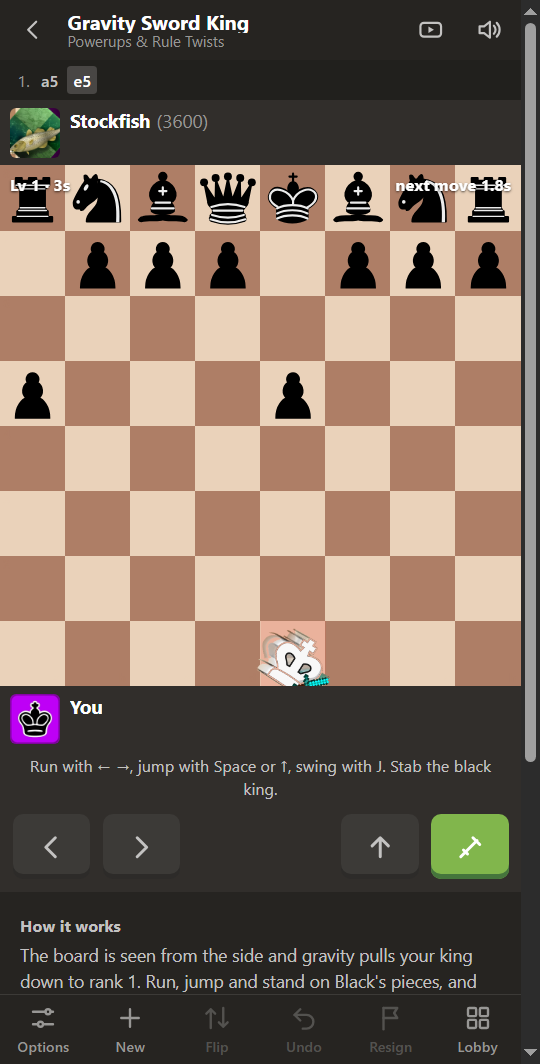 Gravity Sword King
Powerups & Rule Twists
1. a5 e5
Stockfish (3600)
Lv 1 - 3s
next move 1.8s
You
Run with ← →, jump with Space or ↑, swing with J. Stab the black
king.
How it works
The board is seen from the side and gravity pulls your king
down to rank 1. Run, jump and stand on Black's pieces, and
Options New Flip Undo Resign Lobby